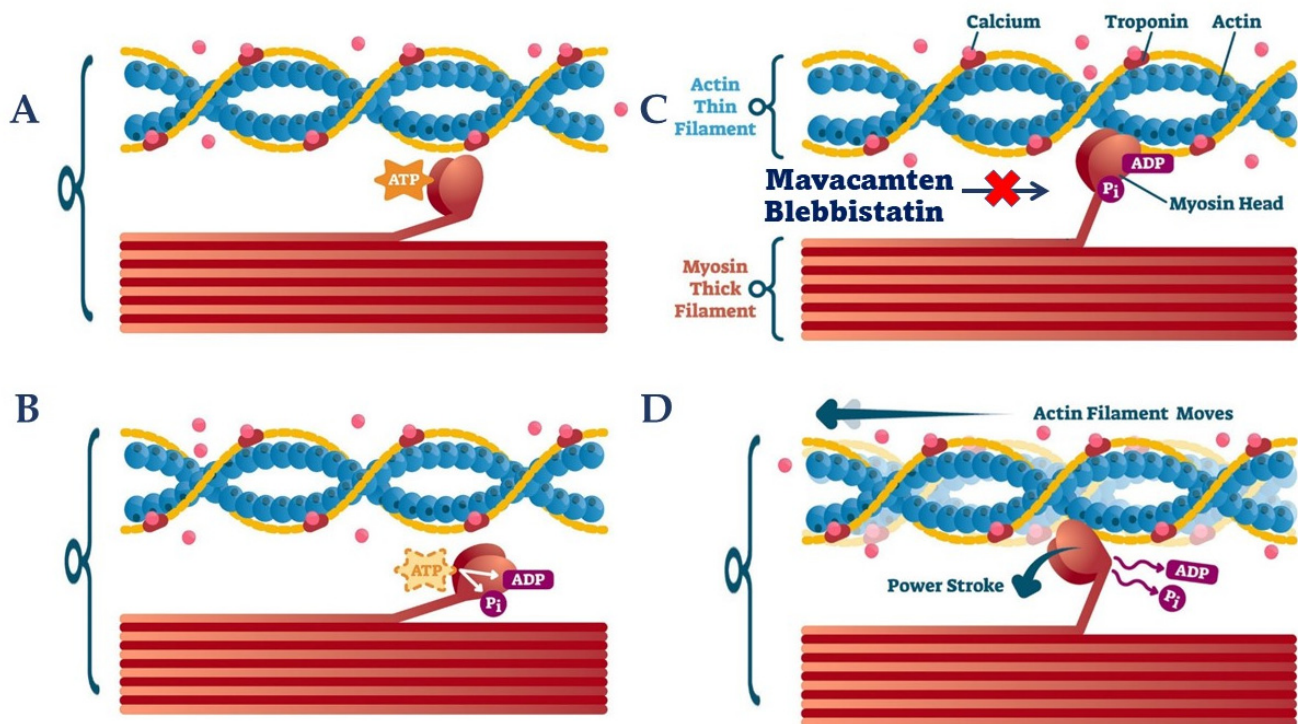 A
ATP
B
ATP
ADP
Pi
C
Calcium
Troponin
Actin
Actin
Thin
Filament
Mavacamten
Blebbistatin
ADP
Pi
Myosin Head
Myosin
Thick
Filament
D
Actin Filament Moves
Power Stroke
ADP
Pi